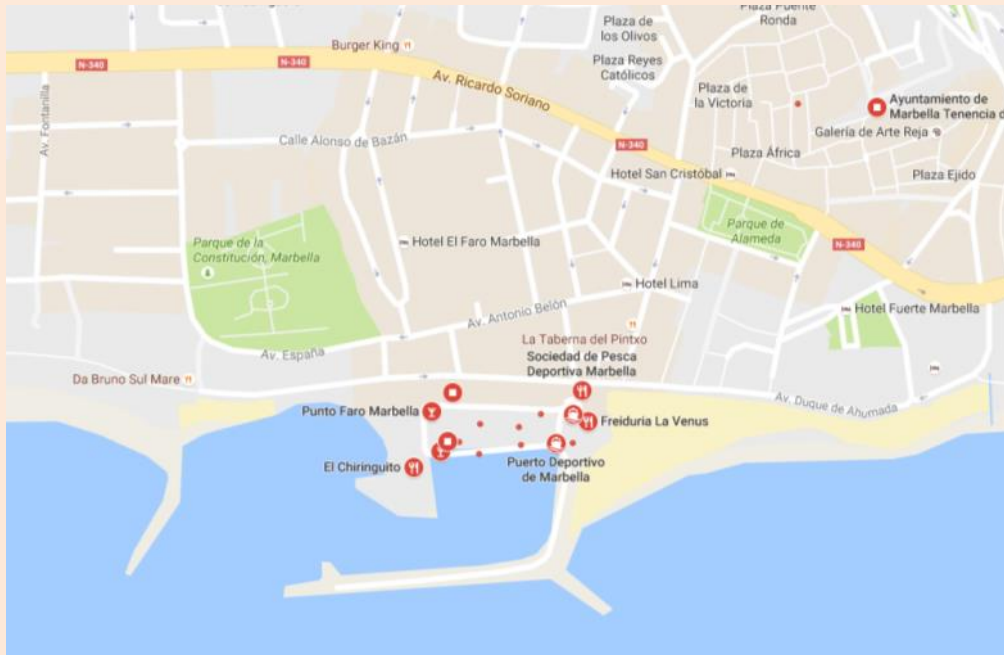 Plaza Puente
Ronda
Plaza de
los Olivos
Burger King
Plaza Reyes
Católicos
N-340
N-340
Av. Ricardo Soriano
Plaza de
la Victoria
Ayuntamiento de
Marbella Tenencia d
Av. Fontanilla
Calle Alonso de Bazán
N-340
Galería de Arte Reja
Plaza África
Hotel San Cristóbal
Plaza Ejido
Parque de
Alameda
Parque de la
Constitución, Marbella
Hotel El Faro Marbella
N-340
Hotel Lima
Hotel Fuerte Marbella
Av. Antonio Belón
Av. España
La Taberna del Pintxo
Sociedad de Pesca
Deportiva Marbella
Da Bruno Sul Mare
Av. Duque de Ahumada
Punto Faro Marbella
Freiduria La Venus
El Chiringuito
Puerto Deportivo
de Marbella